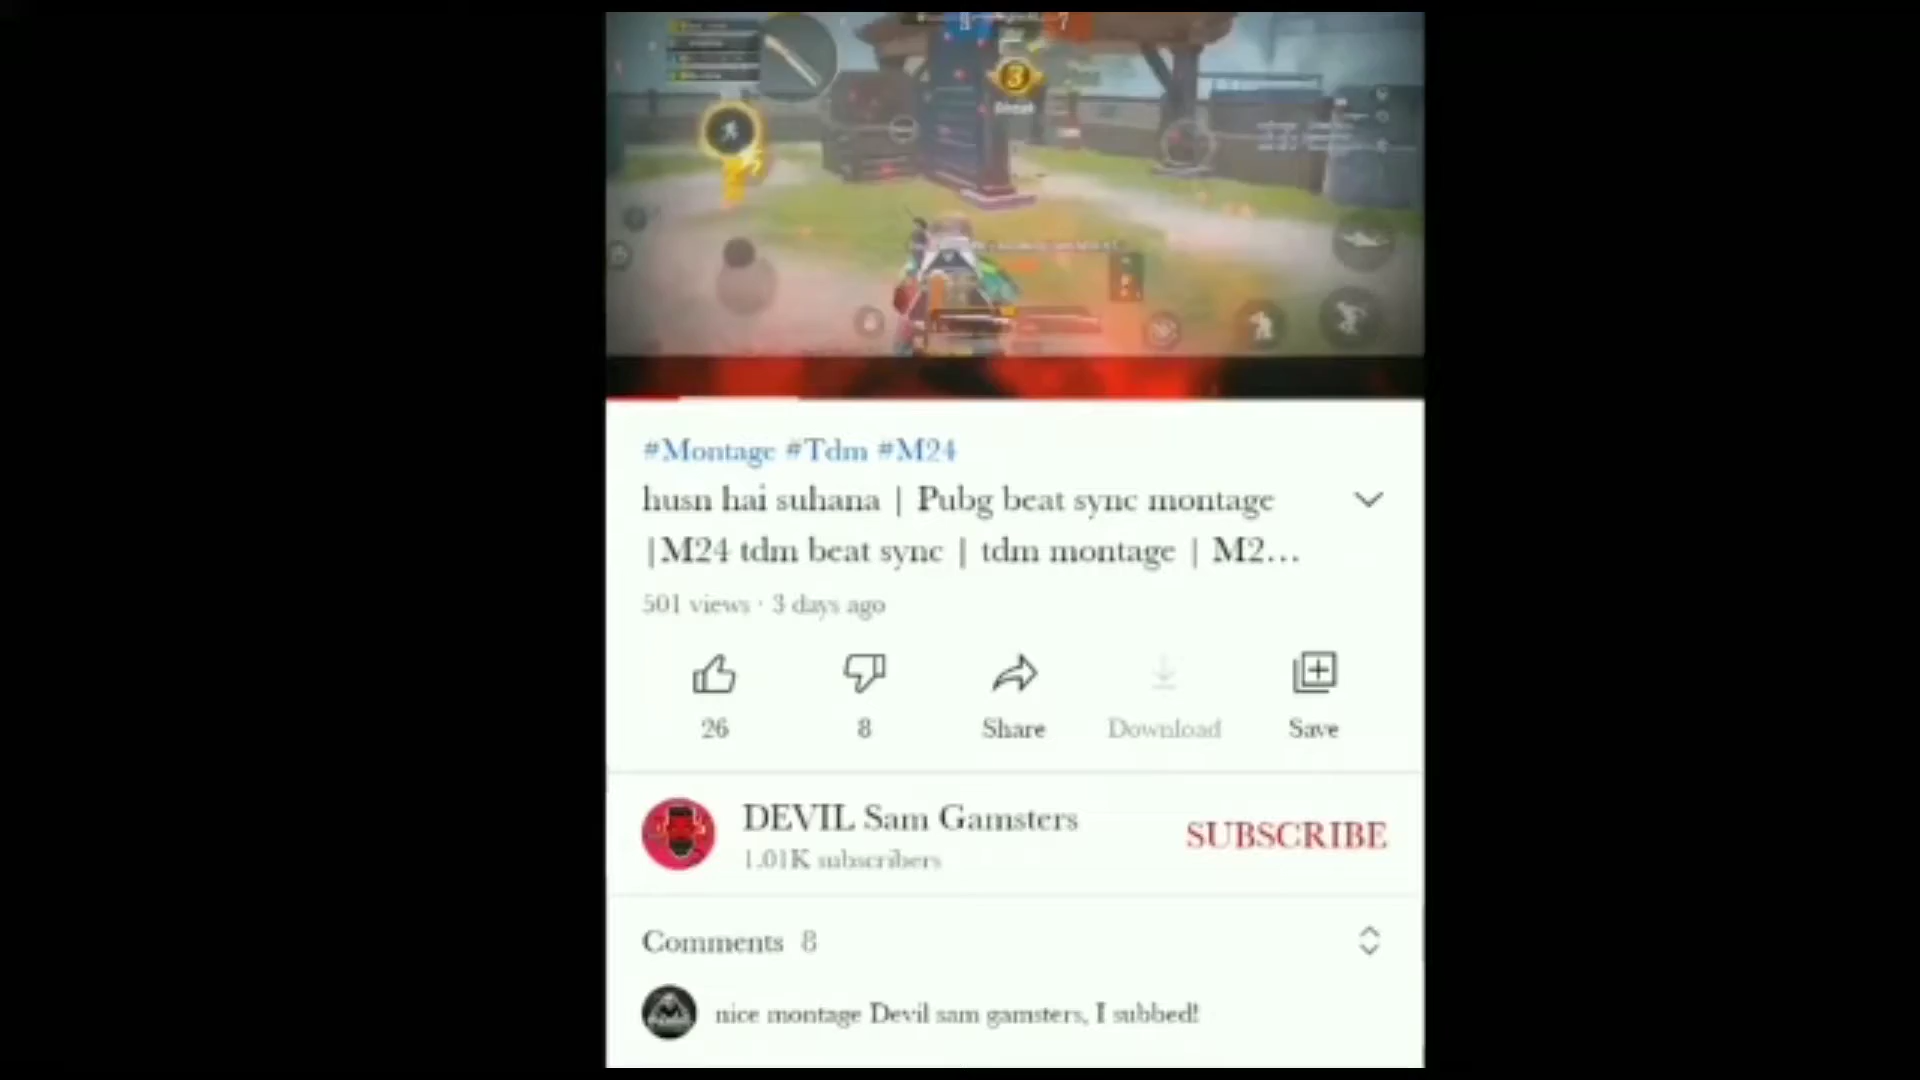 7
3
#Montage #Tdm #M24
husn hai suhana | Pubg beat sync montage
|M24 tdm beat sync | tdm montage | M2...
501 views · 3 days ago
26
8
Share
Download
Save
DEVIL Sam Gamsters
SUBSCRIBE
1.01K subscribers
Comments 8
nice montage Devil sam gamsters, I subbed!